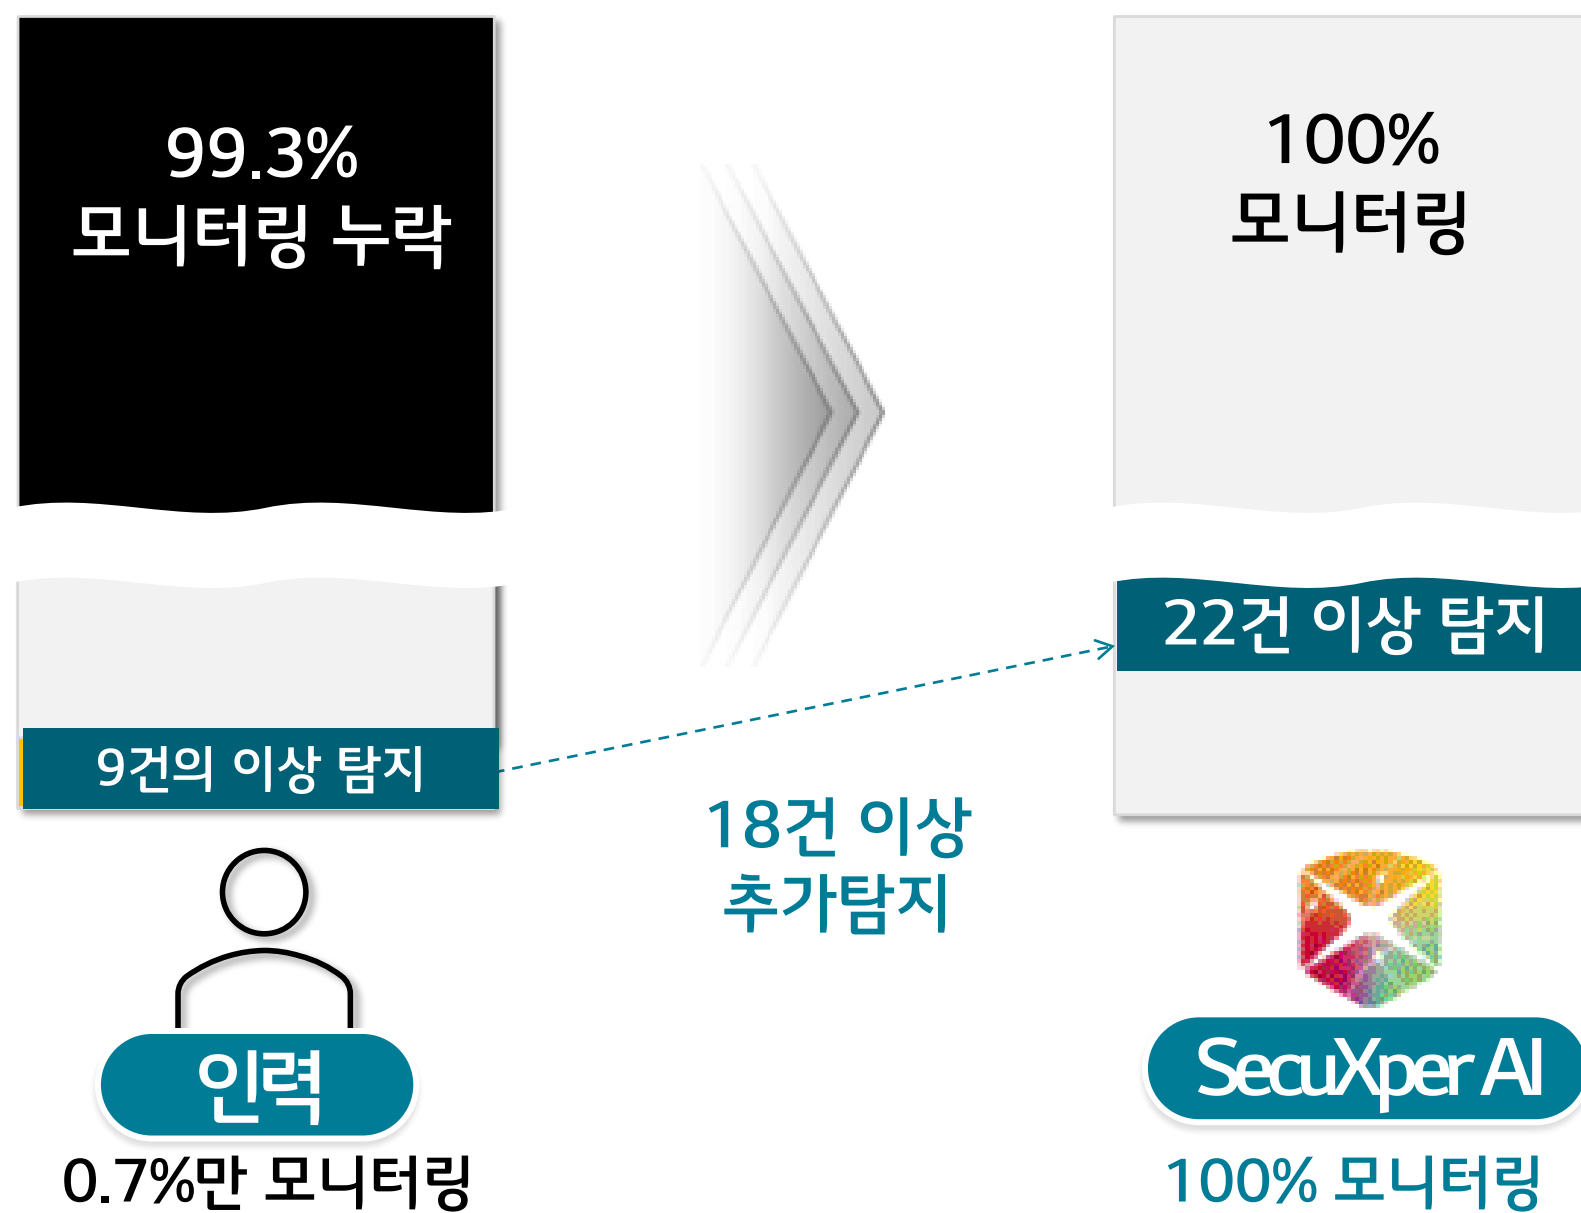 99.3%
모니터링 누락
9건의 이상 탐지
인력
0.7%만 모니터링
18건 이상
추가탐지
100%
모니터링
22건 이상 탐지
SecuXper AI
100% 모니터링